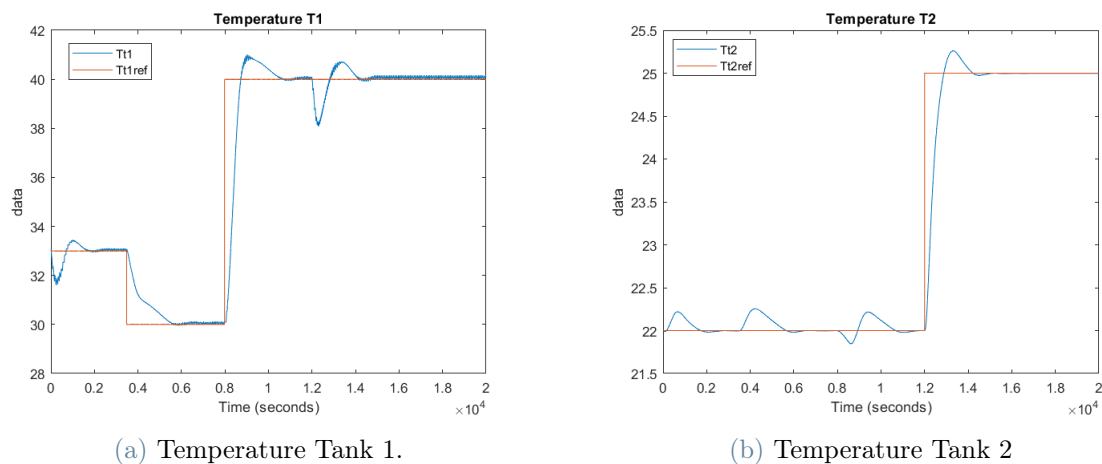 Temperature T1
42
40
38
36
34
32
30
28
data
Tt1
Tt1ref
0 0.2 0.4 0.6 0.8 1 1.2 1.4 1.6 1.8 2
Time (seconds)
×10^4
(a) Temperature Tank 1.
Temperature T2
25.5
25
24.5
24
23.5
23
22.5
22
21.5
data
Tt2
Tt2ref
0 0.2 0.4 0.6 0.8 1 1.2 1.4 1.6 1.8 2
Time (seconds)
×10^4
(b) Temperature Tank 2